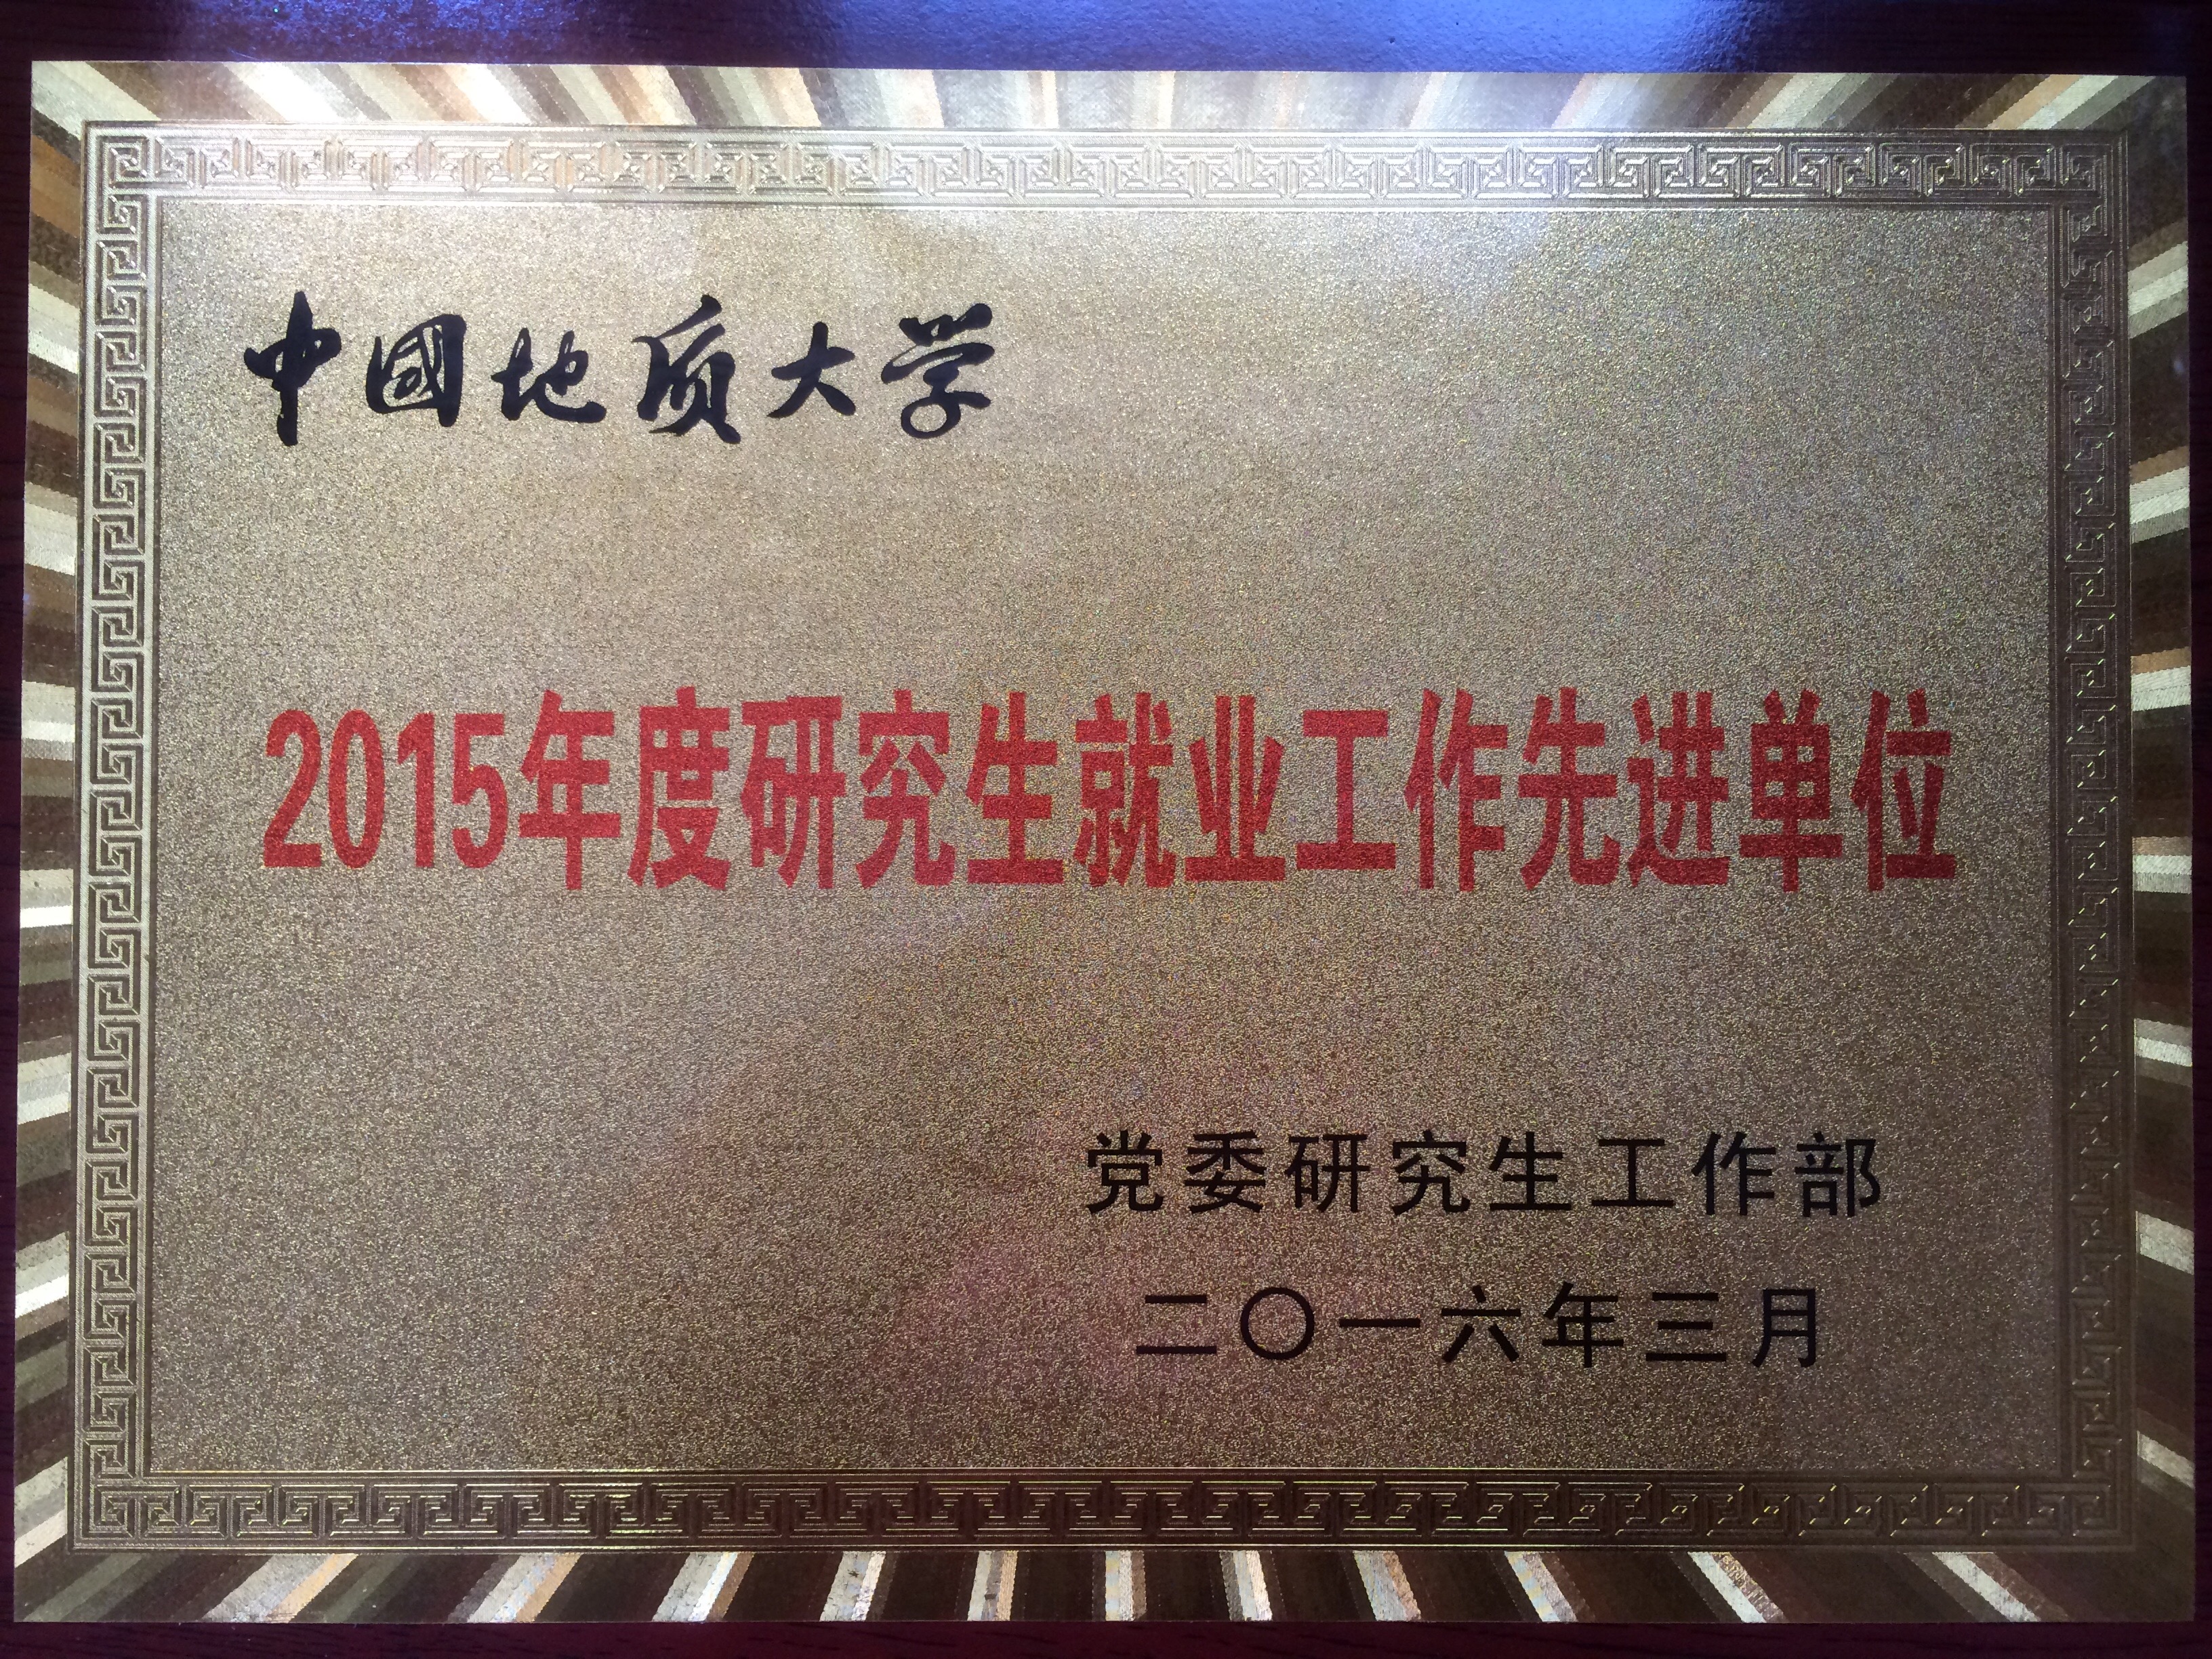 中國地质大学
2015年度研究生就业工作先进单位
党委研究生工作部
二〇一六年三月